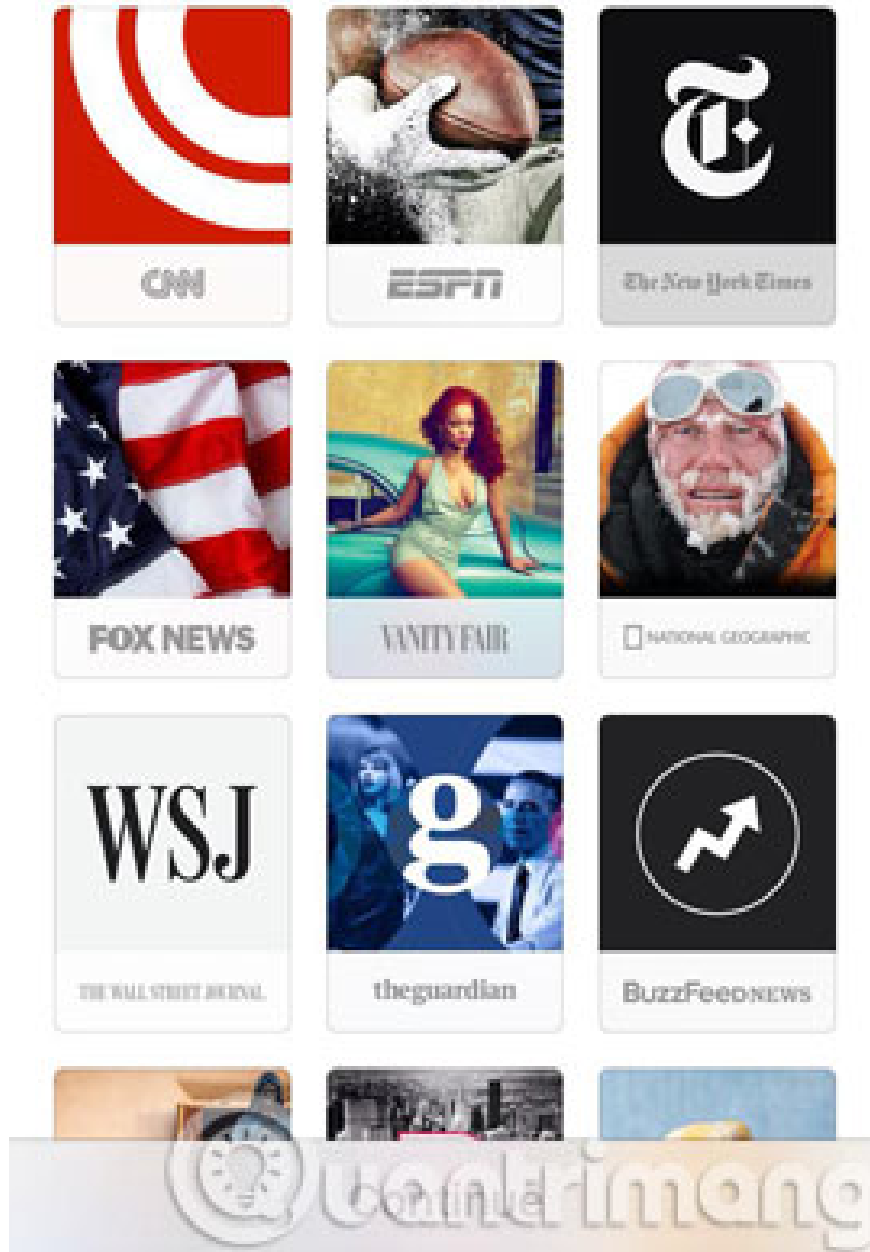 CNN
ESPN
T
The New York Times
FOX NEWS
VANITY FAIR
NATIONAL GEOGRAPHIC
WSJ
g
THE WALL STREET JOURNAL
theguardian
BuzzFeedNEWS
Continue
Quantrimang